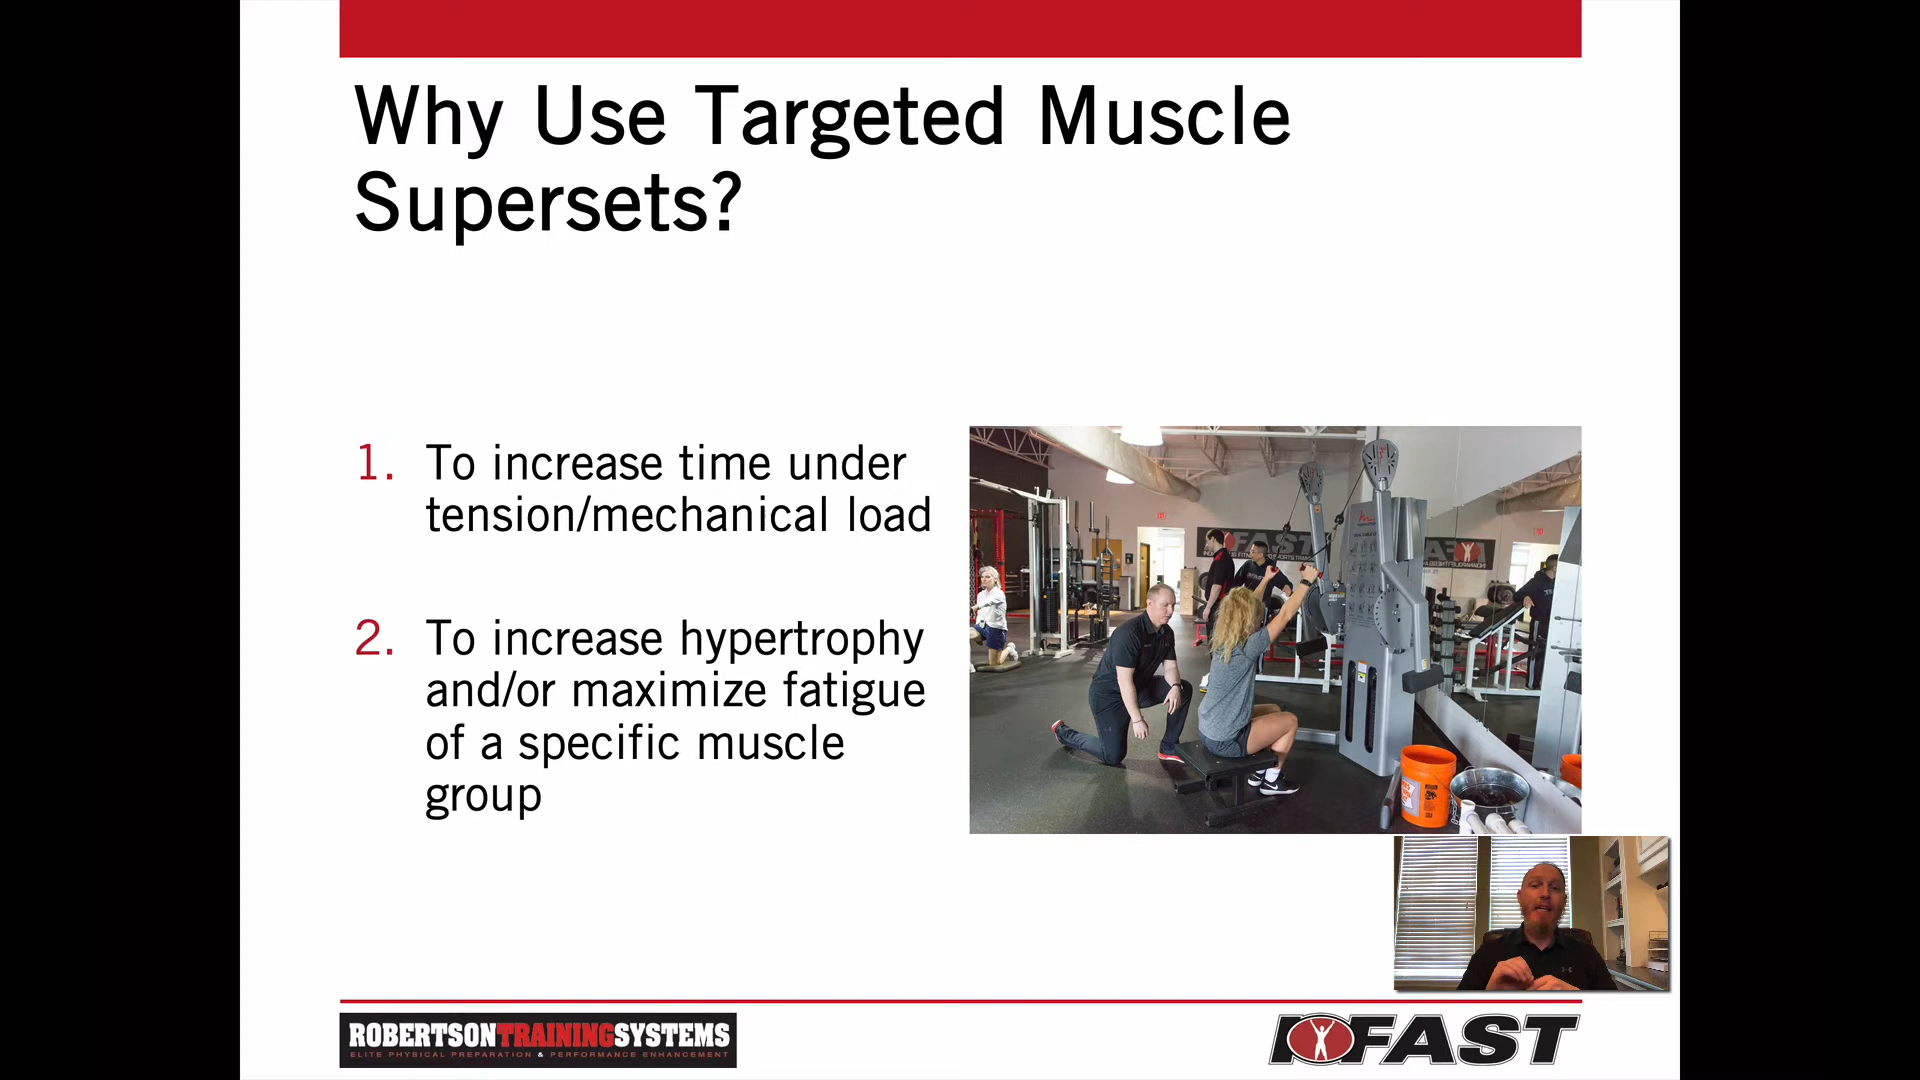 Why Use Targeted Muscle
Supersets?
1. To increase time under
tension/mechanical load
2. To increase hypertrophy
and/or maximize fatigue
of a specific muscle
group
FAST
ROBERTSONTRAININGSYSTEMS
ELITE PHYSICAL PREPARATION & PERFORMANCE ENHANCEMENT
IFAST